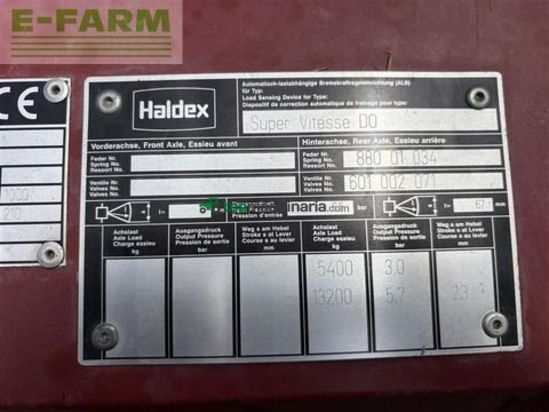 E-FARM
CE
1000
210
Haldex
Automatisch-lastabhängige Bremskraftregeleinrichtung (ALB)
für Typ:
Load Sensing Device for Type:
Dispositif de correction automatique de freinage pour type:
Super Vitesse DO
Vorderachse, Front Axle, Essieu avant
Hinterachse, Rear Axle, Essieu arrière
Feder Nr.
Spring No.
Ressort No.
Feder Nr.
Spring No.
Ressort No.
880 01 034
Ventile Nr.
Valves No.
Valves No.
Ventile Nr.
Valves No.
Valves No.
601 002 071
Pression d'entrée
bar
67
Achslast
Axle Load
Charge essieu
kg
Ausgangsdruck
Output Pressure
Pression de sortie
bar
Weg s am Hebel
Stroke s at Lever
Course s au levier
mm
Achslast
Axle Load
Charge essieu
kg
Ausgangsdruck
Output Pressure
Pression de sortie
bar
Weg s am Hebel
Stroke s at Lever
Course s au levier
mm
5400
3.0
13200
5.7
23